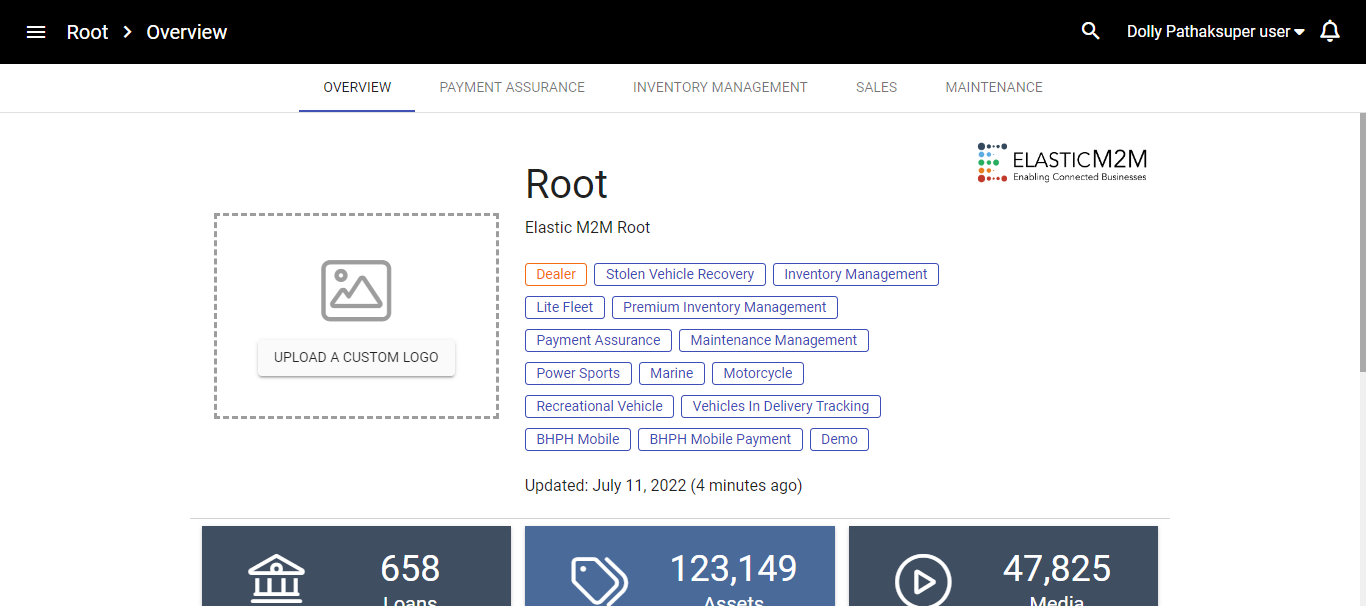 Root > Overview
Dolly Pathaksuper user
OVERVIEW PAYMENT ASSURANCE INVENTORY MANAGEMENT SALES MAINTENANCE
ELASTICM2M
Enabling Connected Businesses
Root
Elastic M2M Root
UPLOAD A CUSTOM LOGO
Dealer Stolen Vehicle Recovery Inventory Management
Lite Fleet Premium Inventory Management
Payment Assurance Maintenance Management
Power Sports Marine Motorcycle
Recreational Vehicle Vehicles In Delivery Tracking
BHPH Mobile BHPH Mobile Payment Demo
Updated: July 11, 2022 (4 minutes ago)
658 123,149 47,825
Loans Assets Media